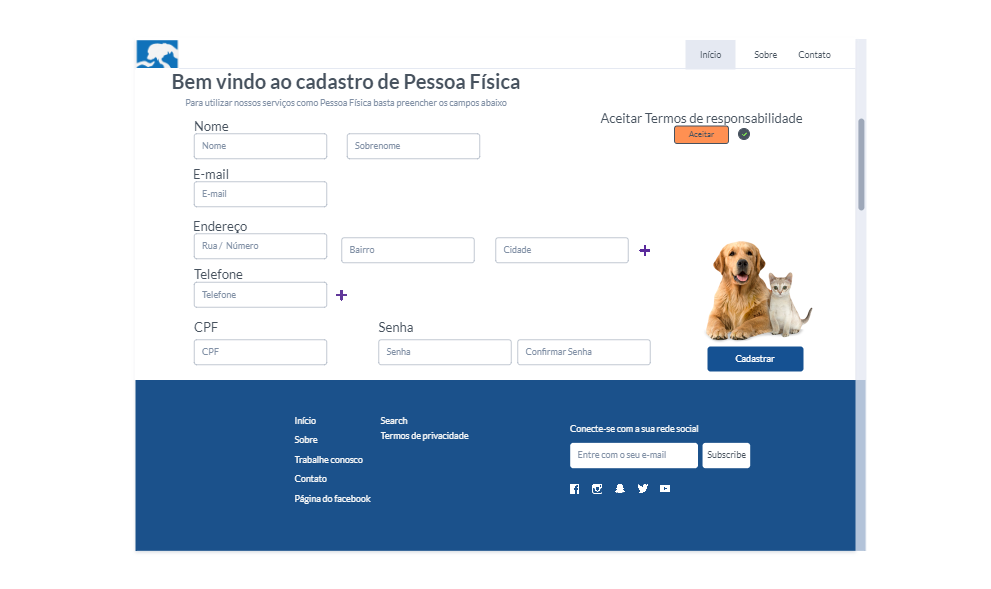 Início Sobre Contato
Bem vindo ao cadastro de Pessoa Física
Para utilizar nossos serviços como Pessoa Física basta preencher os campos abaixo
Aceitar Termos de responsabilidade
Aceitar
Nome
Nome Sobrenome
E-mail
E-mail
Endereço
Rua / Número Bairro Cidade
Telefone
Telefone
CPF Senha
CPF Senha Confirmar Senha
Cadastrar
Início
Sobre
Trabalhe conosco
Contato
Página do facebook
Search
Termos de privacidade
Conecte-se com a sua rede social
Entre com o seu e-mail Subscribe